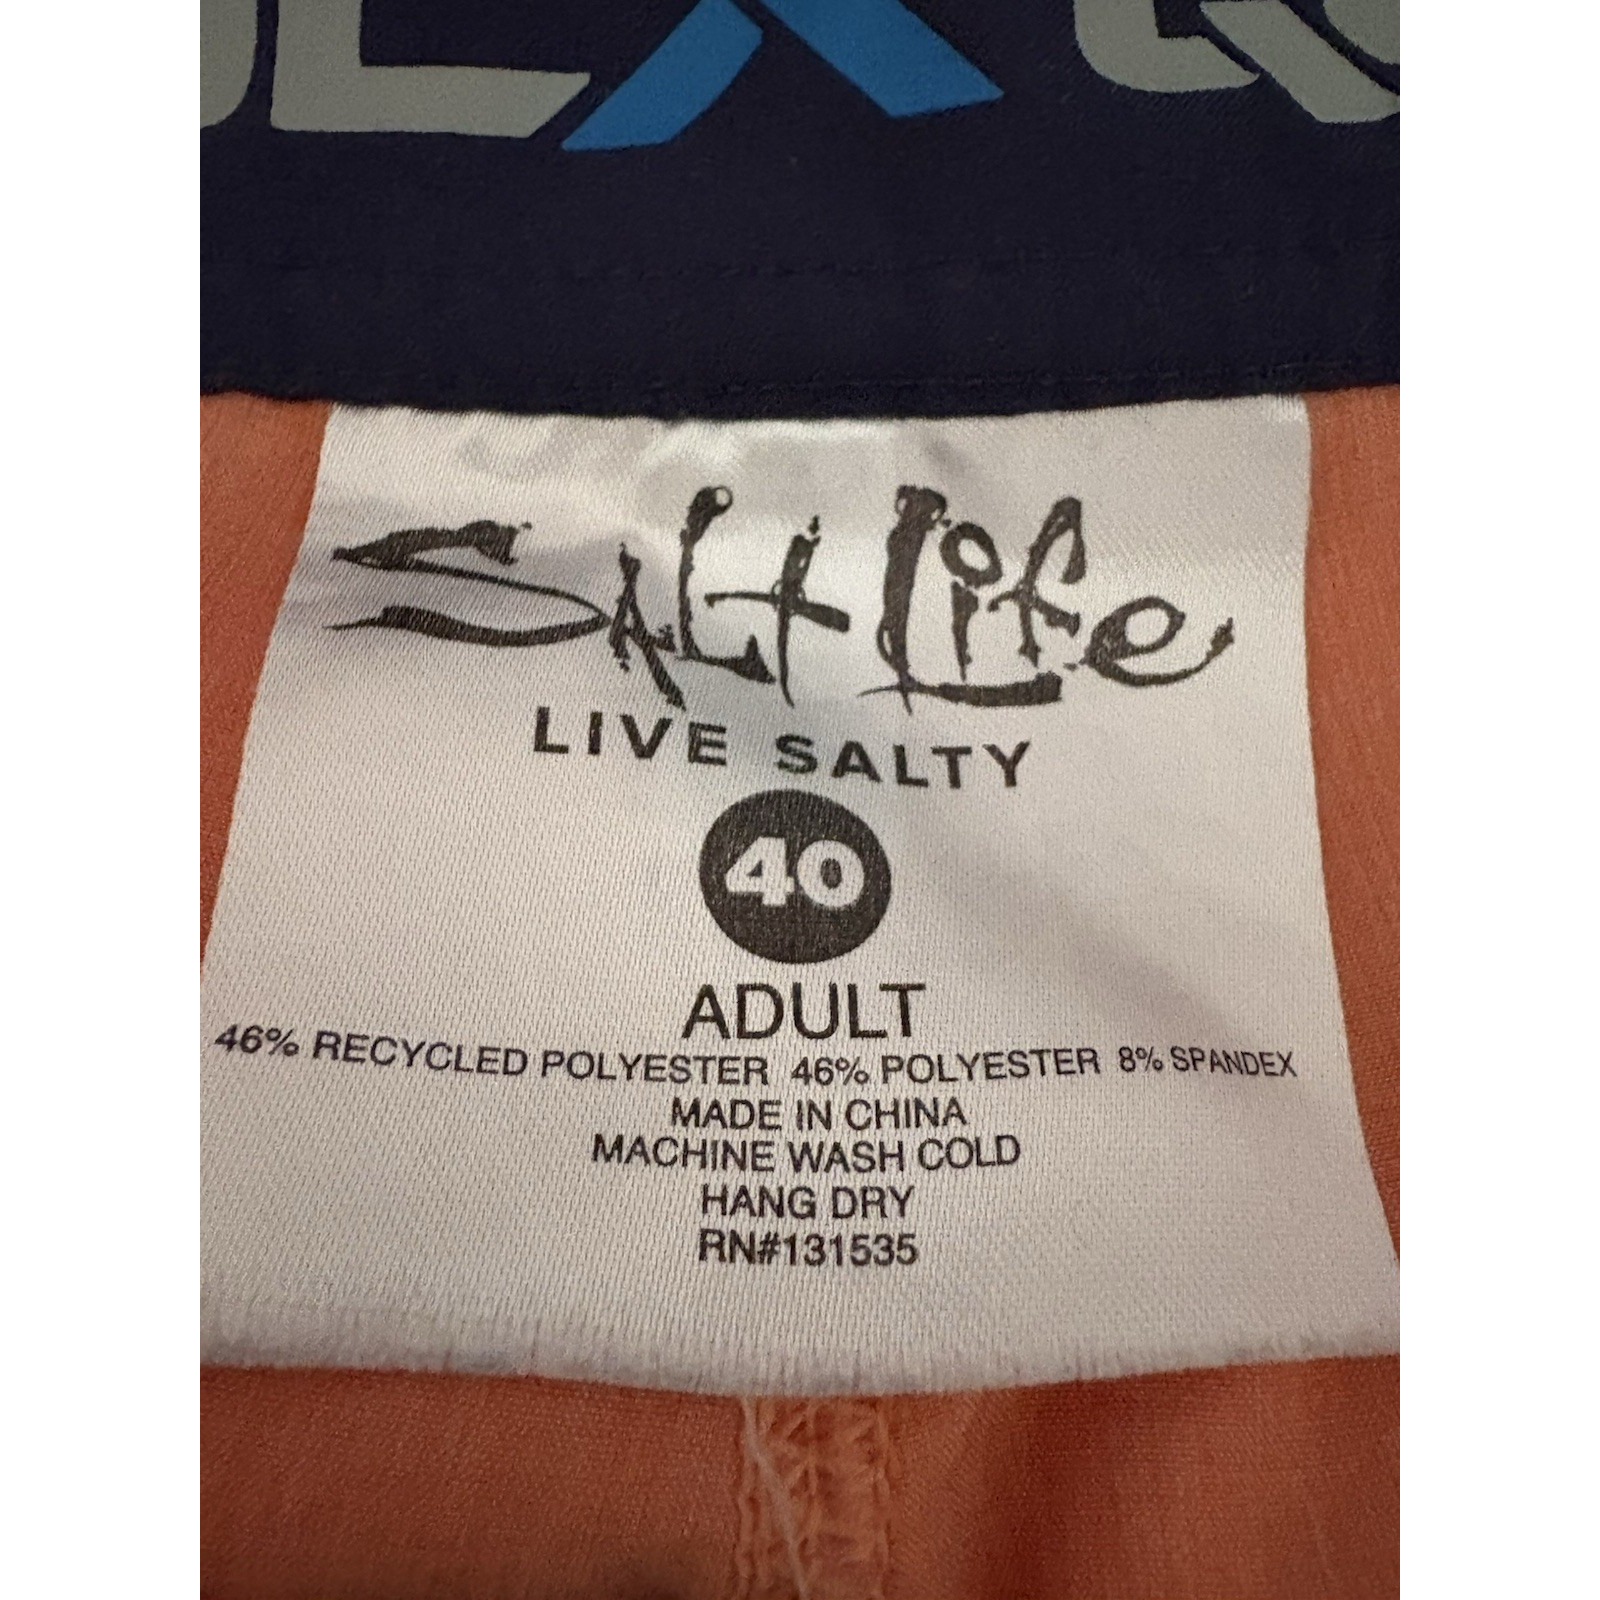 Salt Life
LIVE SALTY
40
ADULT
46% RECYCLED POLYESTER 46% POLYESTER 8% SPANDEX
MADE IN CHINA
MACHINE WASH COLD
HANG DRY
RN#131535